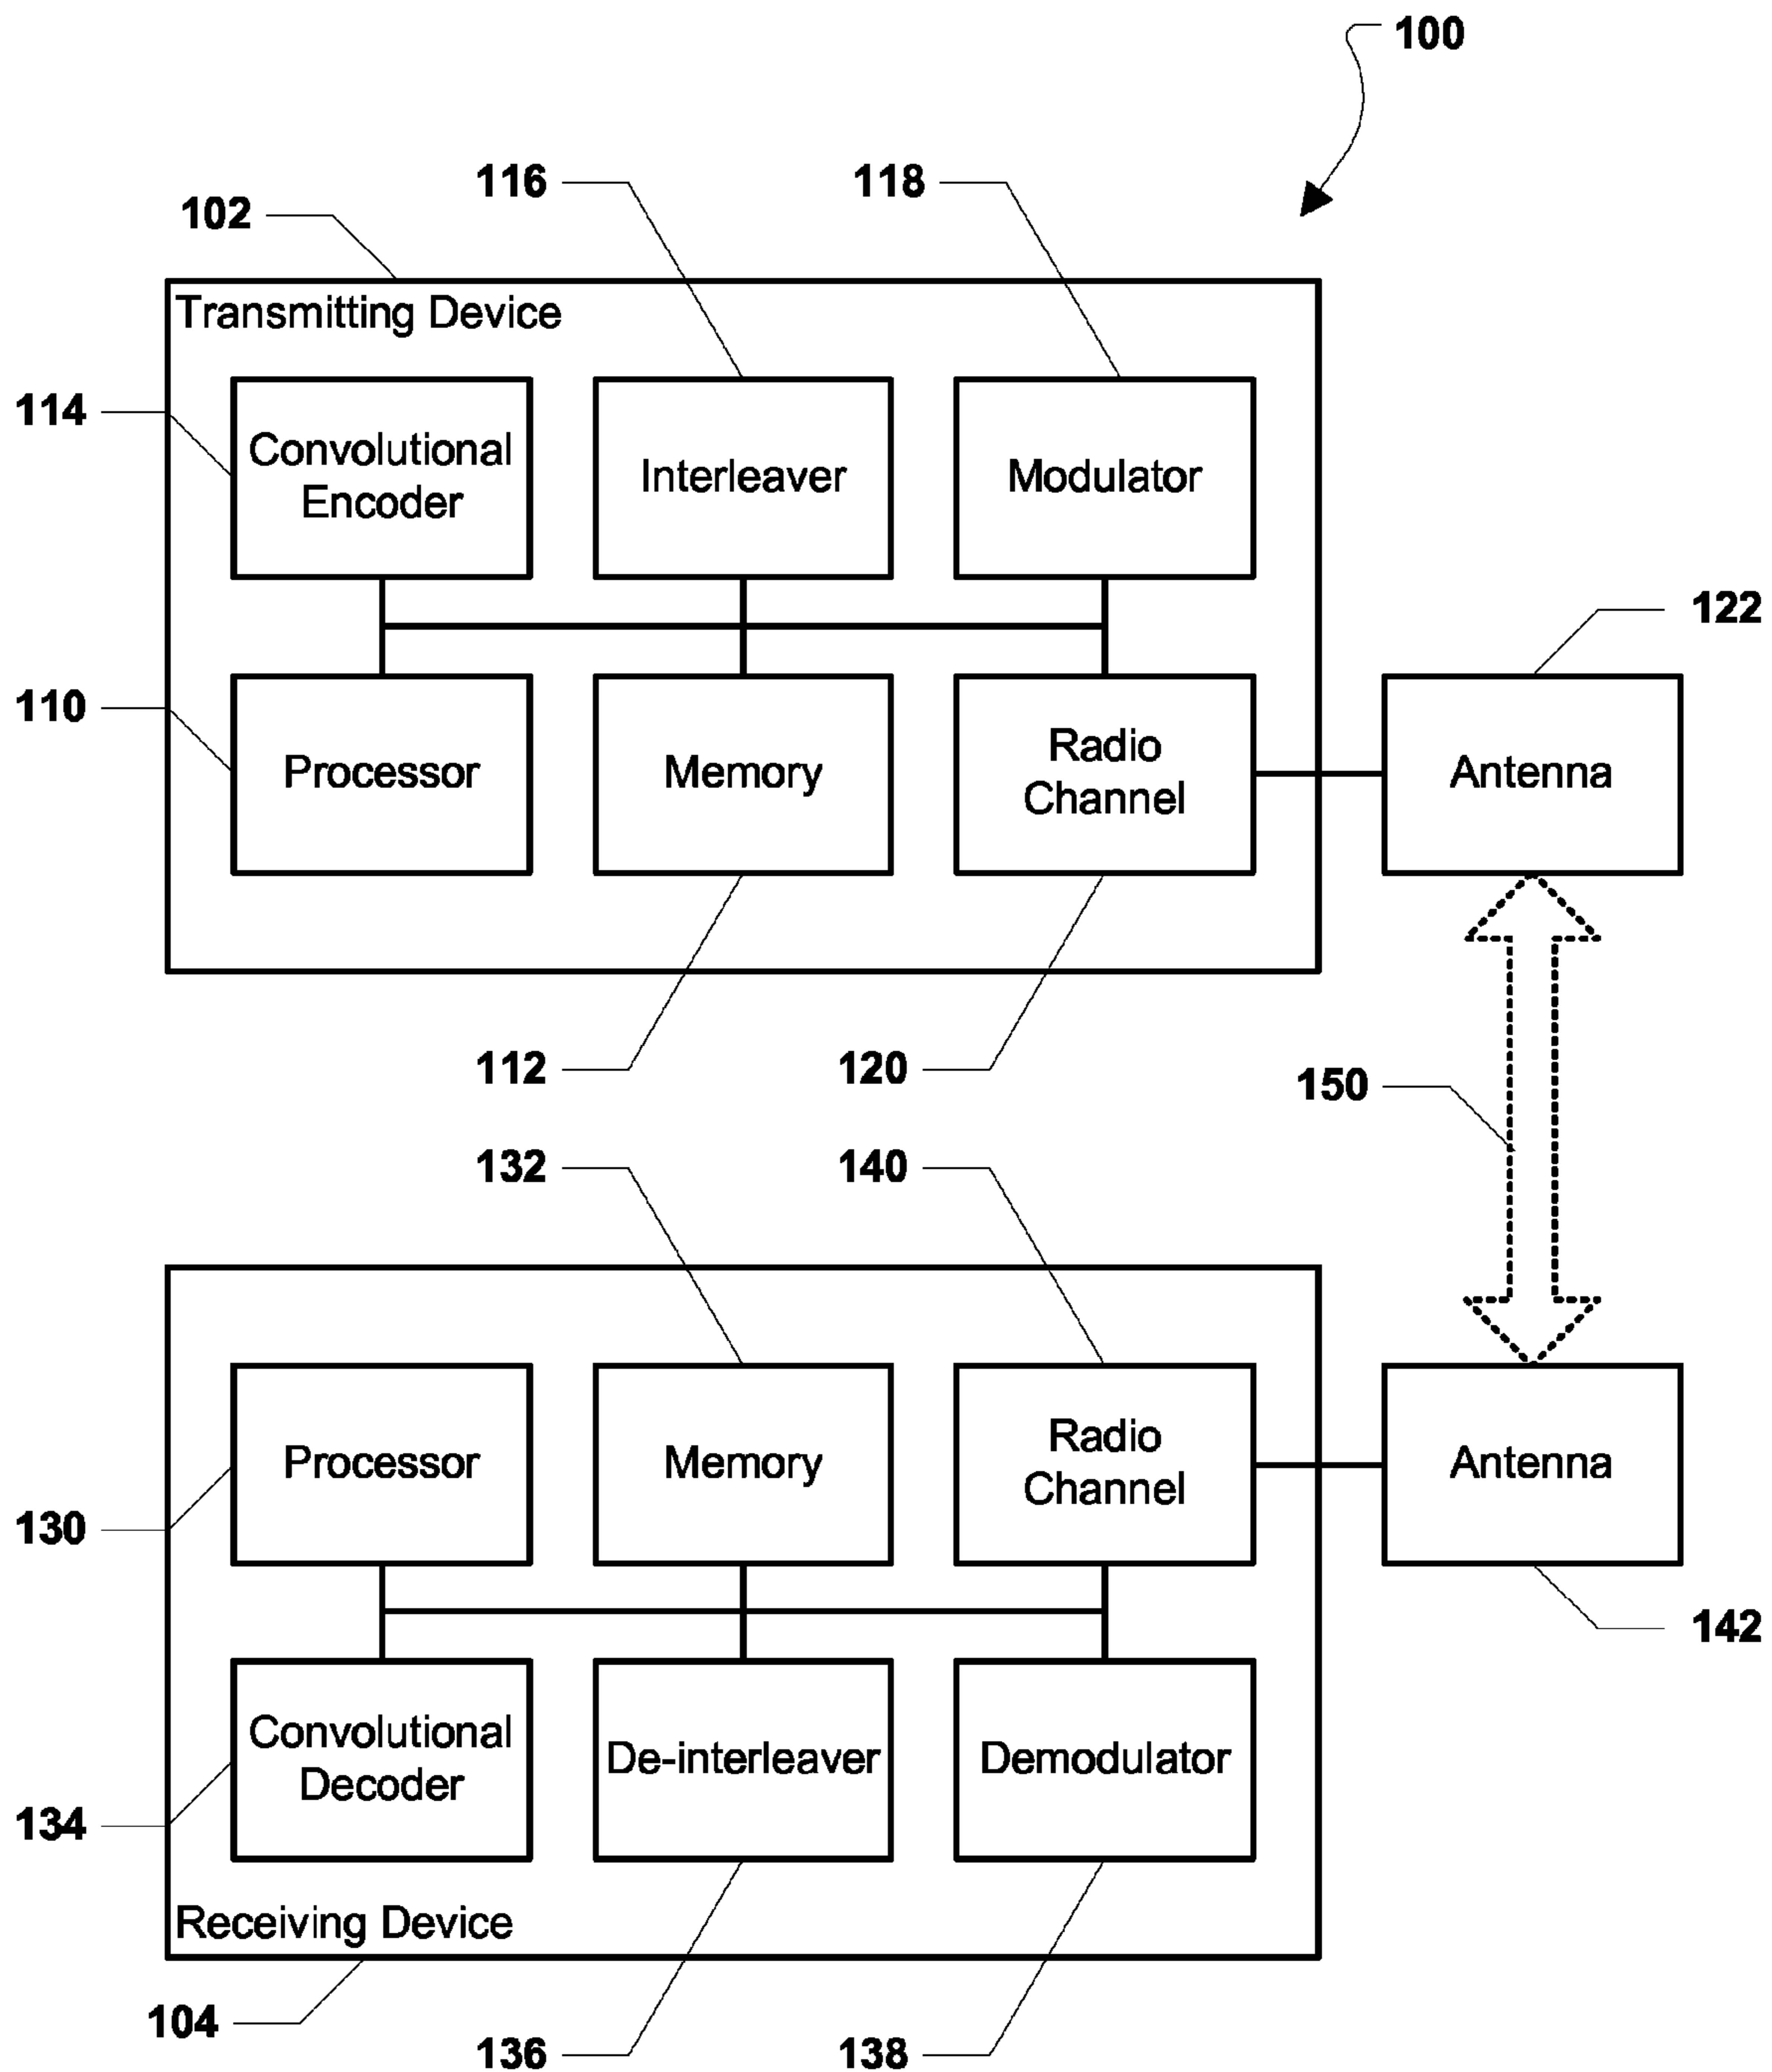 100
116
118
102
Transmitting Device
114
Convolutional
Encoder
Interleaver
Modulator
122
110
Processor
Memory
Radio
Channel
Antenna
112
120
150
132
140
Processor
Memory
Radio
Channel
Antenna
130
142
Convolutional
Decoder
De-interleaver
Demodulator
134
Receiving Device
104
136
138